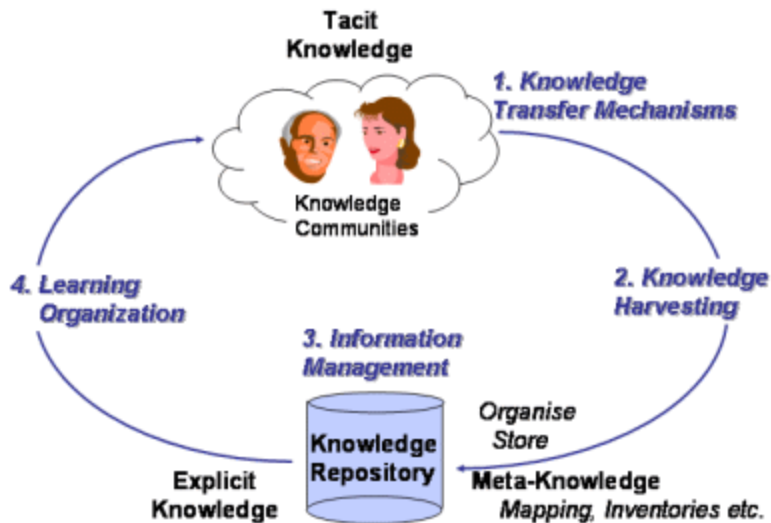 Tacit
Knowledge
1. Knowledge
Transfer Mechanisms
Knowledge
Communities
2. Knowledge
Harvesting
4. Learning
Organization
3. Information
Management
Organise
Store
Knowledge
Repository
Explicit
Knowledge
Meta-Knowledge
Mapping, Inventories etc.